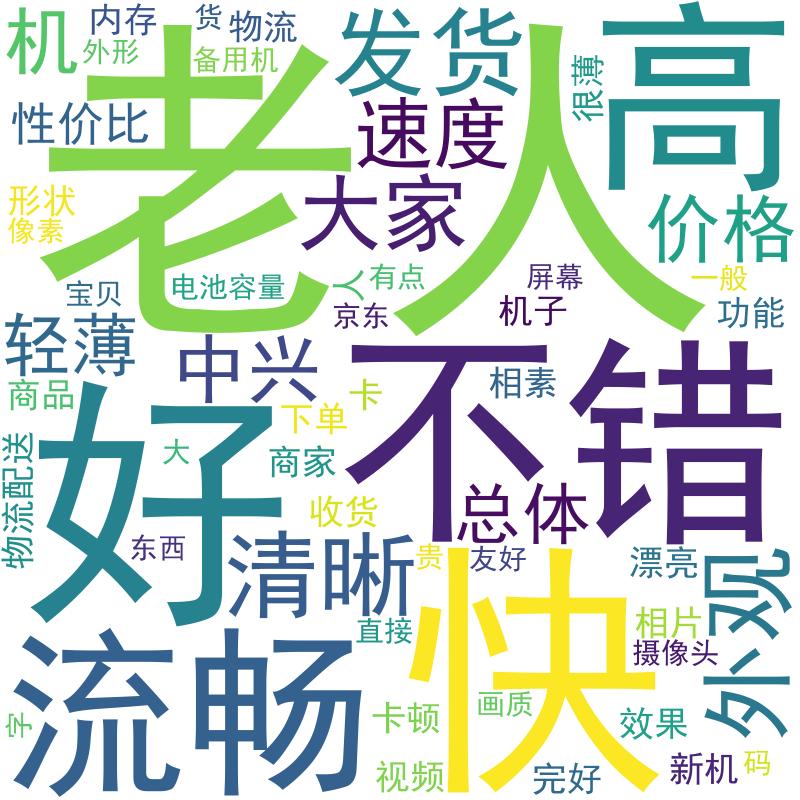 机
内存
货
物流
外形
备用机
发货
高
很薄
老人
性价比
速度
大家
价格
形状
像素
宝贝
电池容量
人
有点
京东
屏幕
机子
一般
功能
轻薄
中兴
不错
相素
商品
卡
下单
好
大
商家
物流配送
总体
收货
东西
清晰
贵
友好
漂亮
外观
快
直接
相片
摄像头
流畅
字
卡顿
画质
效果
视频
完好
新机
码